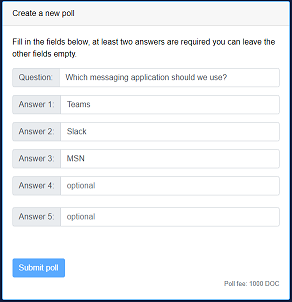 Create a new poll
Fill in the fields below, at least two answers are required you can leave the
other fields empty.
Question: Which messaging application should we use?
Answer 1: Teams
Answer 2: Slack
Answer 3: MSN
Answer 4: optional
Answer 5: optional
Submit poll
Poll fee: 1000 DOC